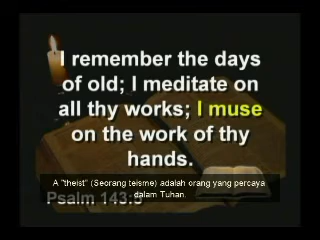 I remember the days
of old; I meditate on
all thy works; I muse
on the work of thy
hands.
A "theist" (Seorang teisme) adalah orang yang percaya
dalam Tuhan.
Psalm 143:5